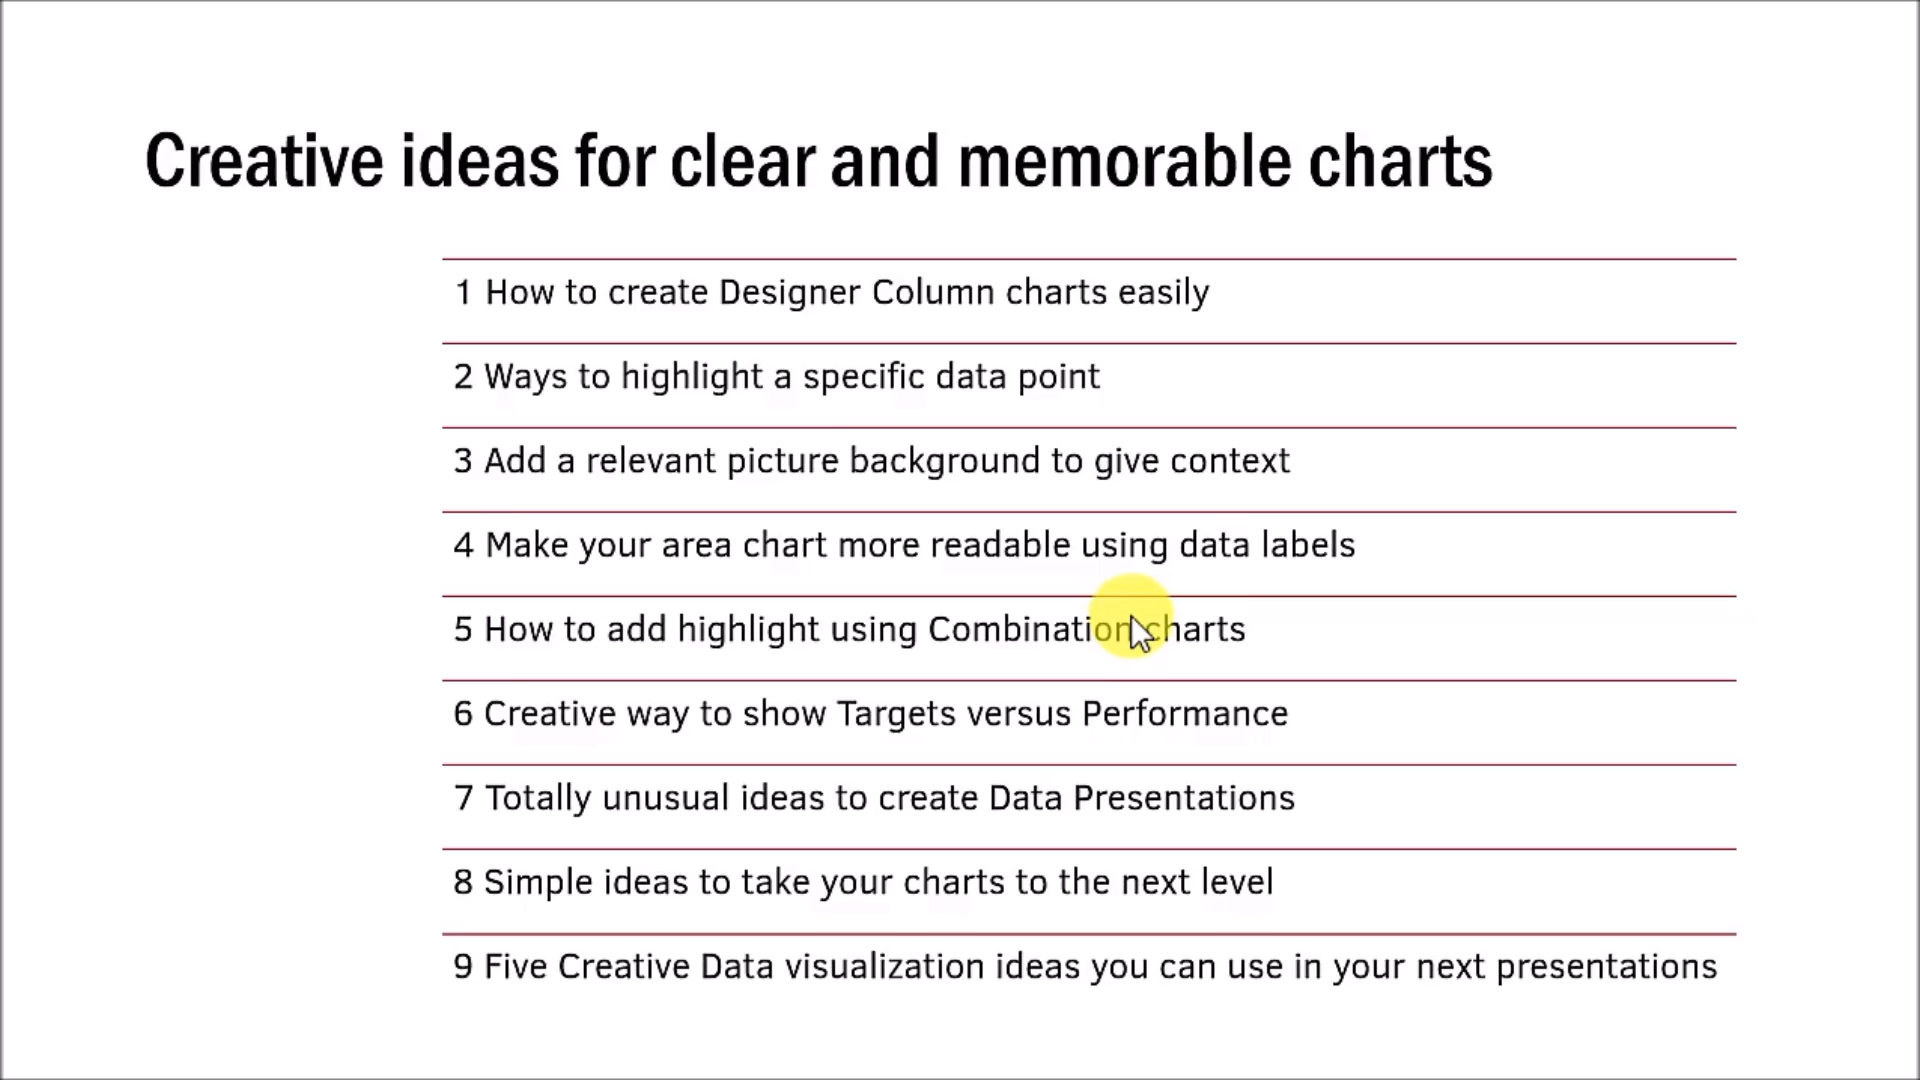 Creative ideas for clear and memorable charts
1 How to create Designer Column charts easily
2 Ways to highlight a specific data point
3 Add a relevant picture background to give context
4 Make your area chart more readable using data labels
5 How to add highlight using Combination charts
6 Creative way to show Targets versus Performance
7 Totally unusual ideas to create Data Presentations
8 Simple ideas to take your charts to the next level
9 Five Creative Data visualization ideas you can use in your next presentations